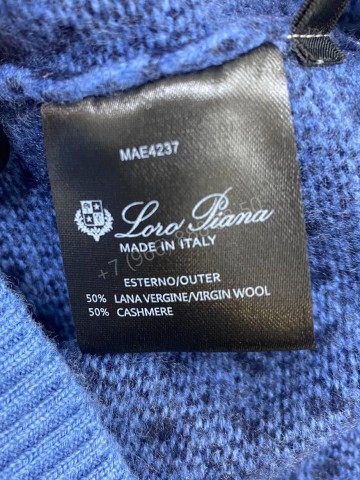 MAE4237
Loro Piana
MADE IN ITALY
ESTERNO/OUTER
50% LANA VERGINE/VIRGIN WOOL
50% CASHMERE